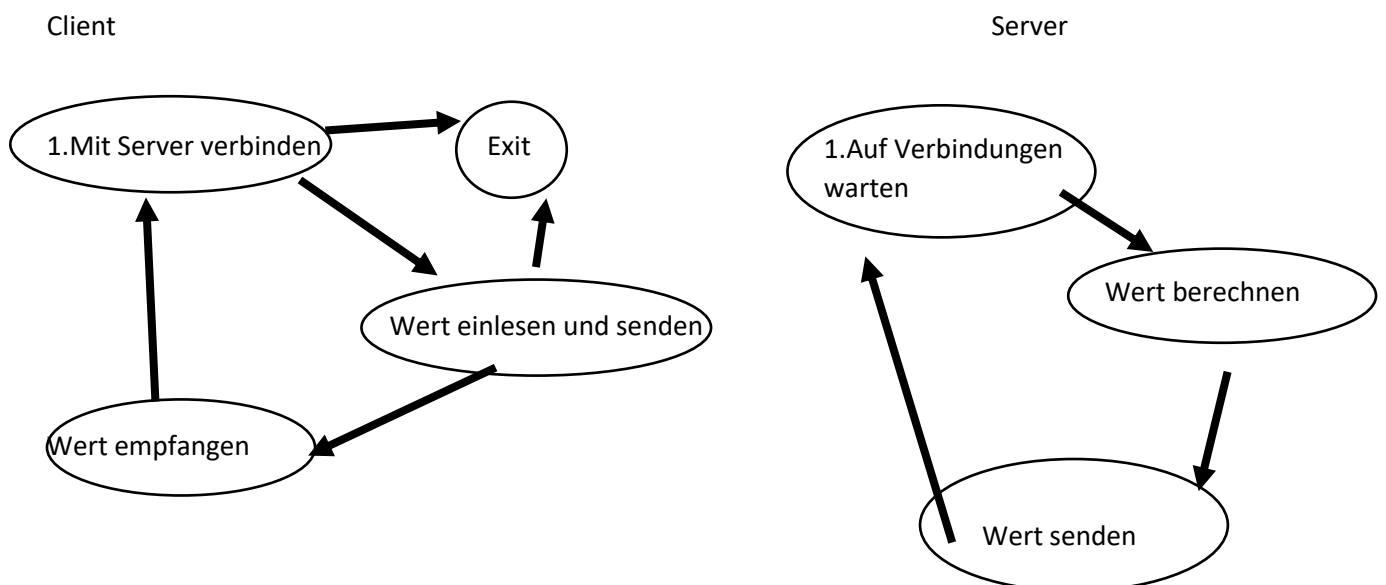 Client
Server
1.Mit Server verbinden
Exit
1.Auf Verbindungen
warten
Wert berechnen
Wert einlesen und senden
Wert empfangen
Wert senden